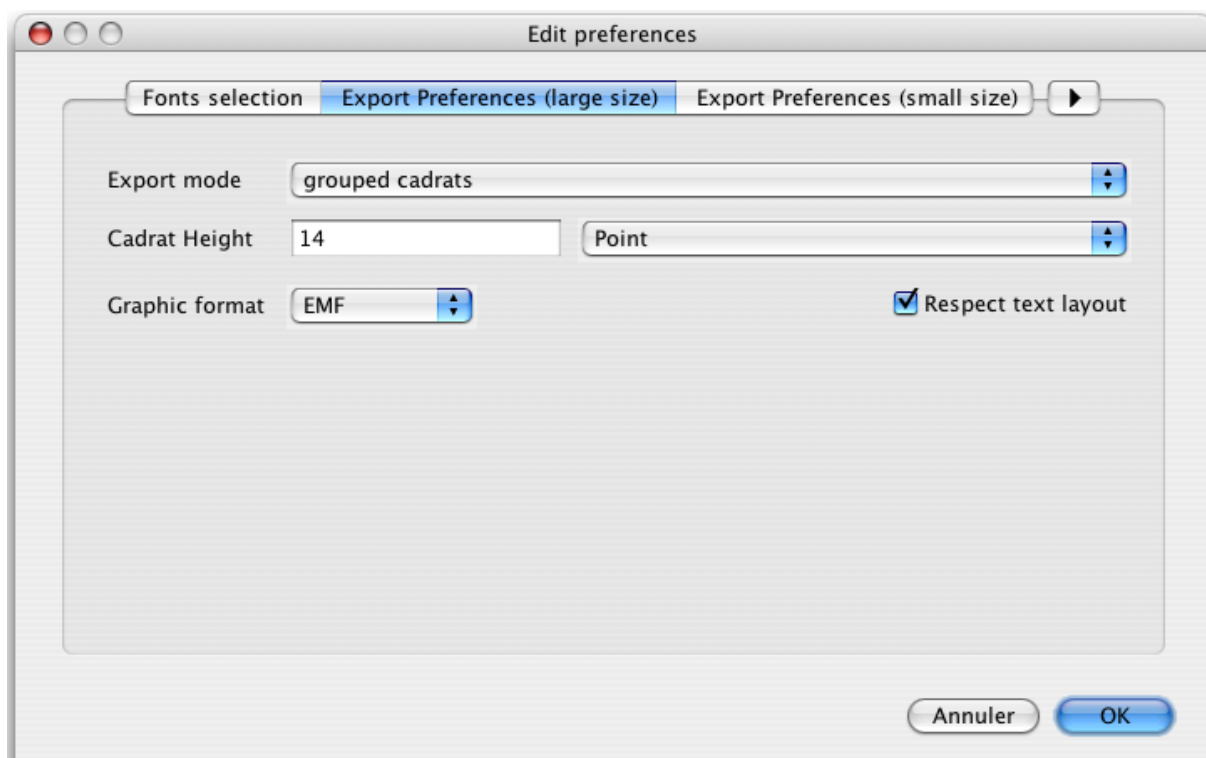 Edit preferences
Fonts selection Export Preferences (large size) Export Preferences (small size)
Export mode grouped cadrats
Cadrat Height 14 Point
Graphic format EMF Respect text layout
Annuler OK